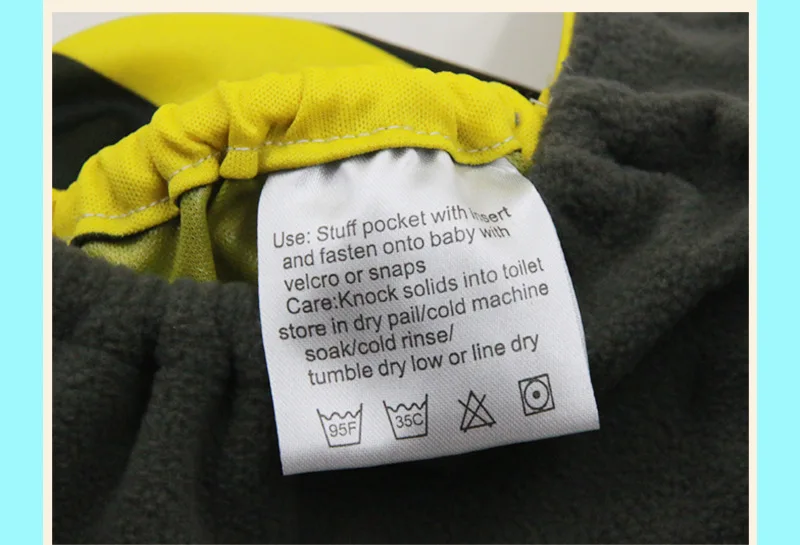 Use: Stuff pocket with Insert
and fasten onto baby with
velcro or snaps
Care:Knock solids into toilet
store in dry pail/cold machine
soak/cold rinse/
tumble dry low or line dry
95F 35C